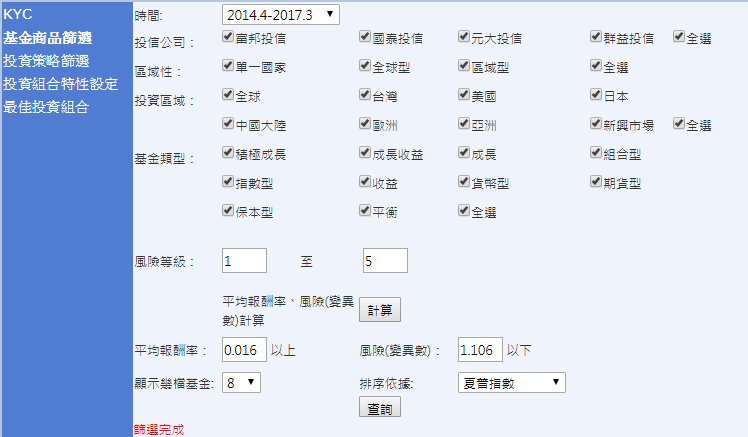 KYC
基金商品篩選
投資策略篩選
投資組合特性設定
最佳投資組合
時間: 2014.4-2017.3
投信公司： 富邦投信 國泰投信 元大投信 群益投信 全選
區域性： 單一國家 全球型 區域型 全選
投資區域： 全球 台灣 美國 日本
中國大陸 歐洲 亞洲 新興市場 全選
基金類型： 積極成長 成長收益 成長 組合型
指數型 收益 貨幣型 期貨型
保本型 平衡 全選
風險等級： 1 至 5
平均報酬率、風險(變異
數)計算 計算
平均報酬率： 0.016 以上 風險(變異數)： 1.106 以下
顯示幾檔基金: 8 排序依據: 夏普指數
查詢
篩選完成